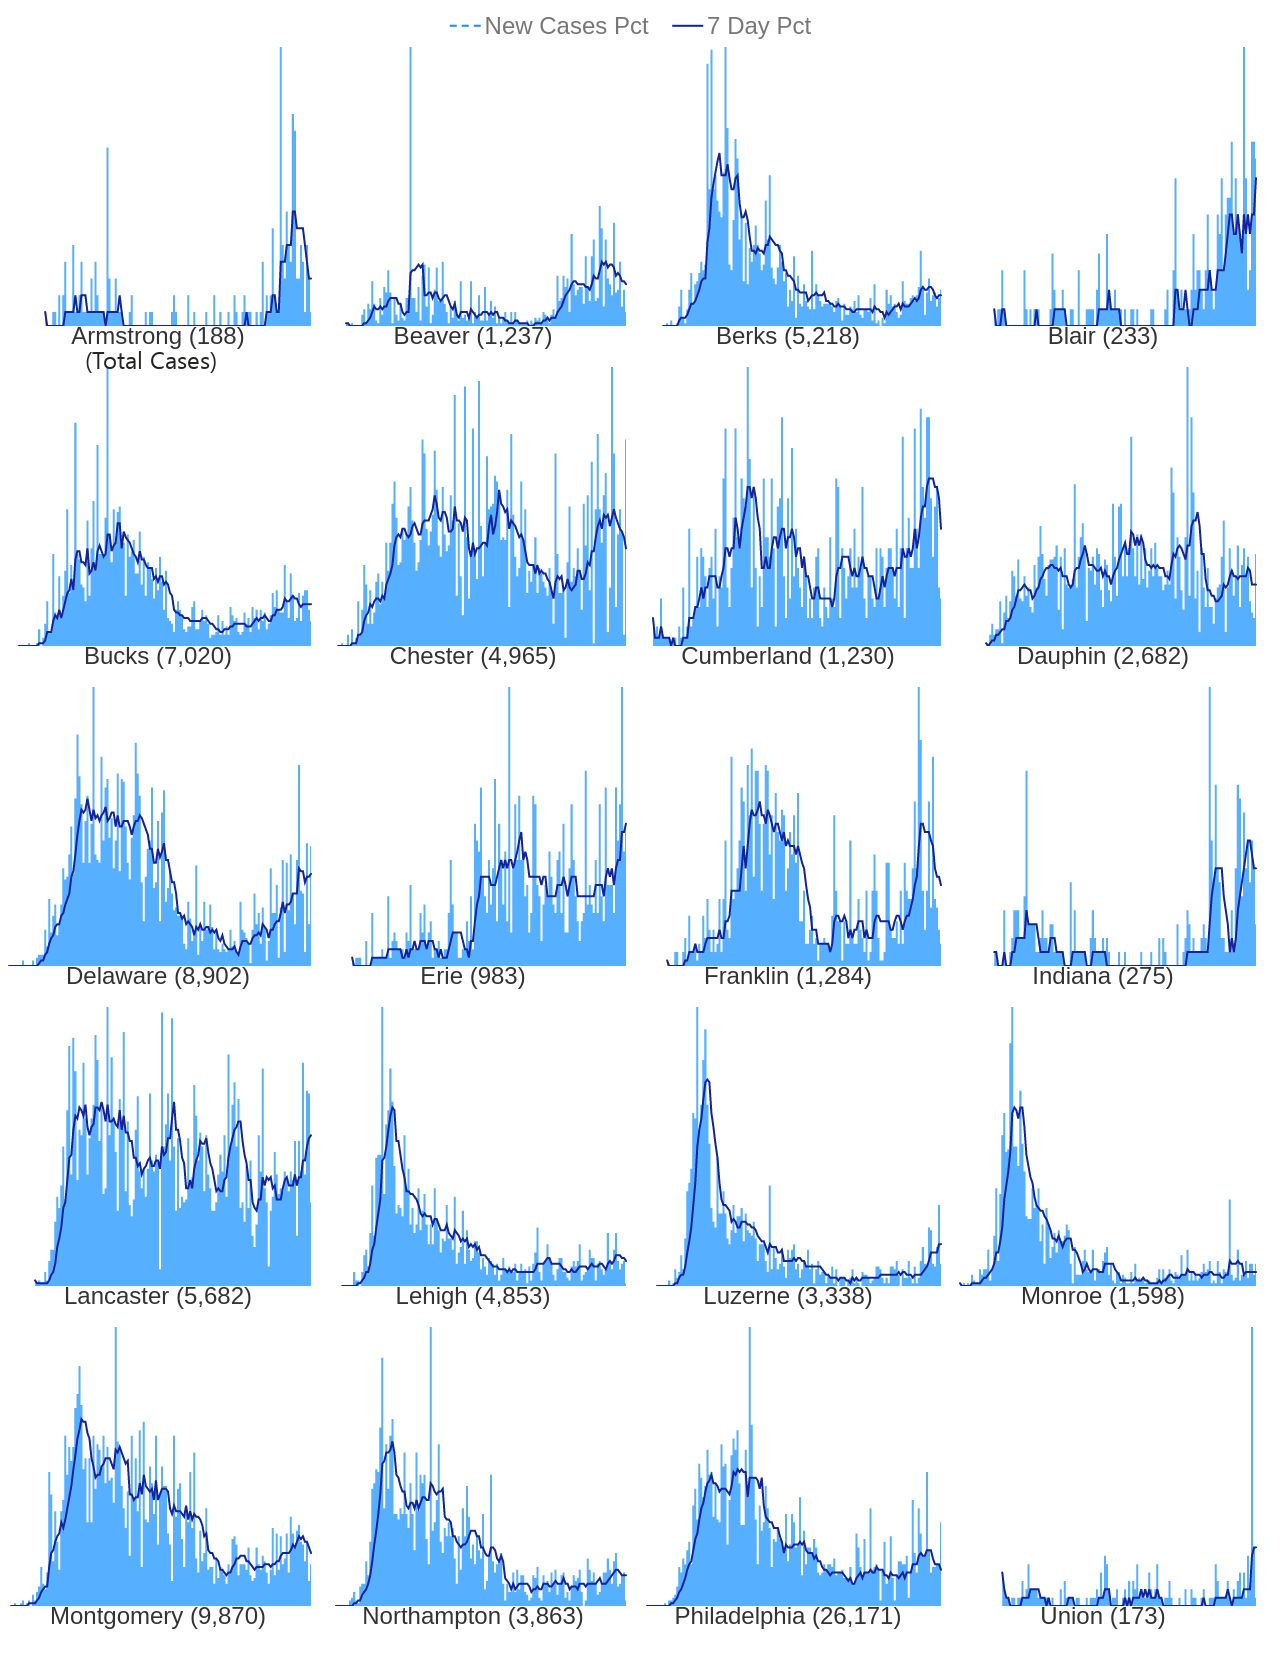 New Cases Pct 7 Day Pct
Armstrong (188) Beaver (1,237) Berks (5,218) Blair (233)
(Total Cases)
Bucks (7,020) Chester (4,965) Cumberland (1,230) Dauphin (2,682)
Delaware (8,902) Erie (983) Franklin (1,284) Indiana (275)
Lancaster (5,682) Lehigh (4,853) Luzerne (3,338) Monroe (1,598)
Montgomery (9,870) Northampton (3,863) Philadelphia (26,171) Union (173)